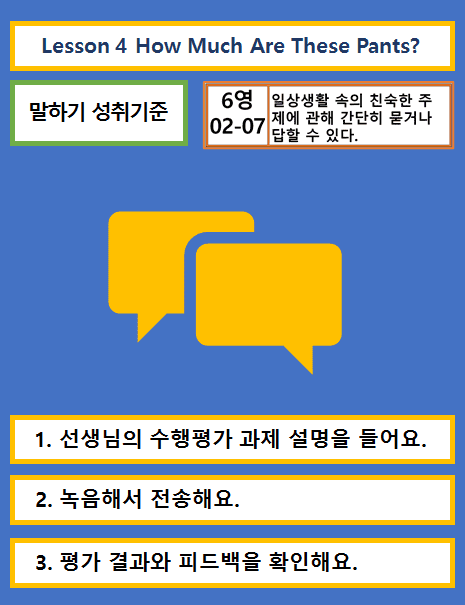 Lesson 4 How Much Are These Pants?
말하기 성취기준
6영
02-07
일상생활 속의 친숙한 주
제에 관해 간단히 묻거나
답할 수 있다.
1. 선생님의 수행평가 과제 설명을 들어요.
2. 녹음해서 전송해요.
3. 평가 결과와 피드백을 확인해요.